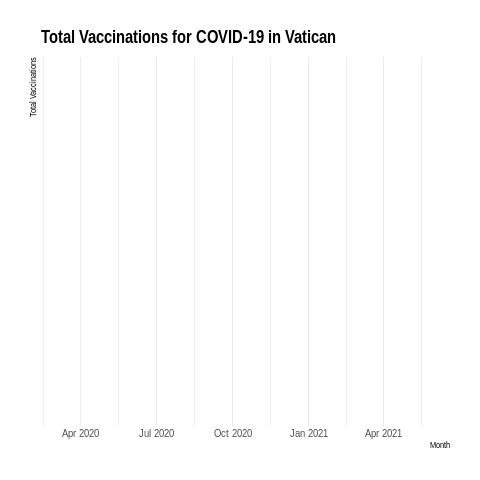 Total Vaccinations for COVID-19 in Vatican
Total Vaccinations
Apr 2020
Jul 2020
Oct 2020
Jan 2021
Apr 2021
Month